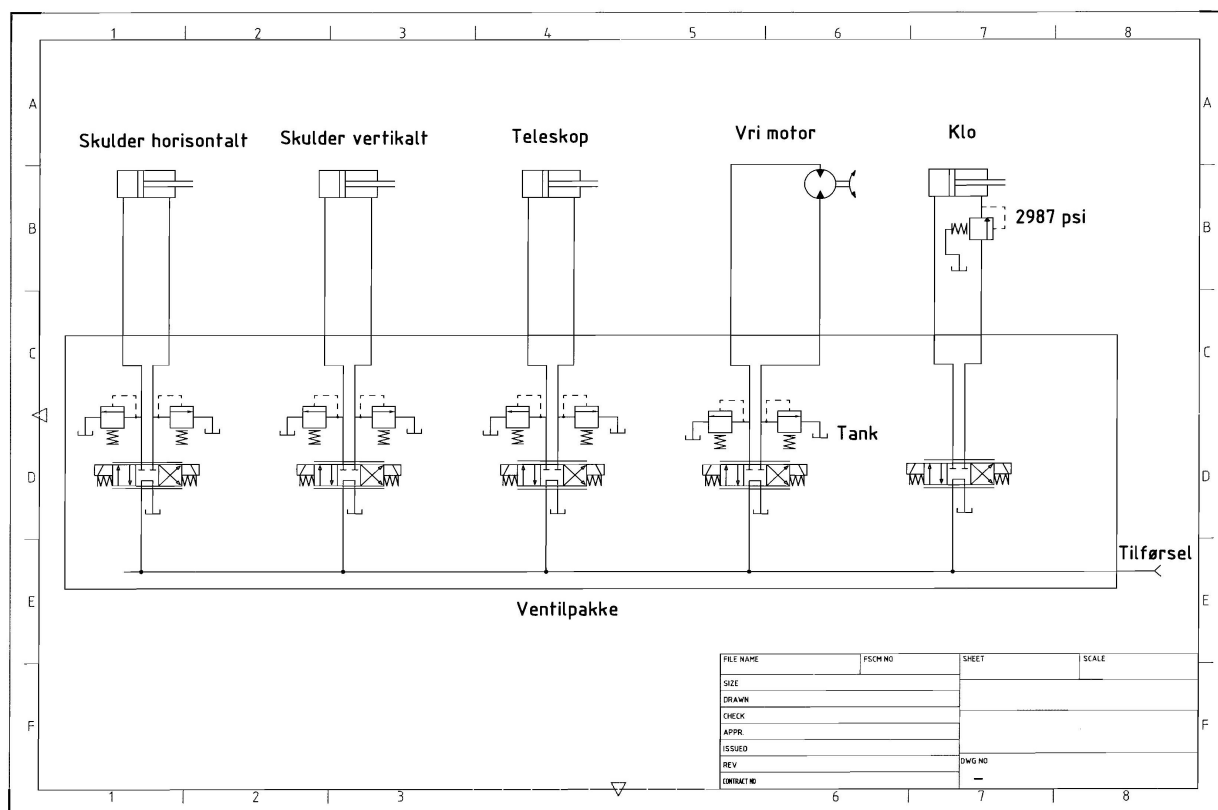 1 2 3 4 5 6 7 8
A A
Skulder horisontalt Skulder vertikalt Teleskop Vri motor Klo
B B
2987 psi
C C
Tank
D D
Tilførsel
E E
Ventilpakke
FILE NAME FSCM NO SHEET SCALE
SIZE
DRAWN
CHECK
F F
APPR.
ISSUED
REV DWG NO
CONTRACT NO —
1 2 3 6 7 8